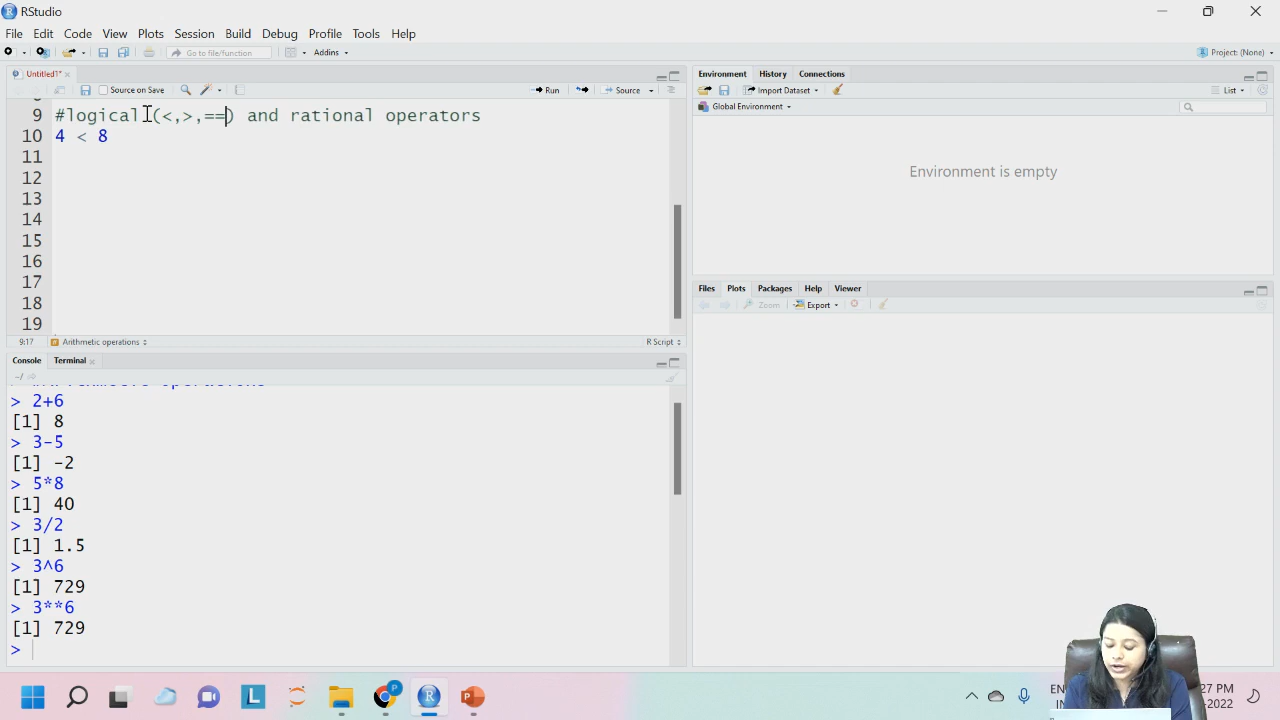 RStudio
File Edit Code View Plots Session Build Debug Profile Tools Help
Go to file/function
Addins
Project: (None)
Untitled1*
Source on Save
Run
Source
9 #logical (<,>,==) and rational operators
10 4 < 8
11
12
13
14
15
16
17
18
19
9:17 Arithmetic operations R Script
Console Terminal
~/
> 2+6
[1] 8
> 3-5
[1] -2
> 5*8
[1] 40
> 3/2
[1] 1.5
> 3^6
[1] 729
> 3**6
[1] 729
>
Environment History Connections
Import Dataset
List
Global Environment
Environment is empty
Files Plots Packages Help Viewer
Zoom Export